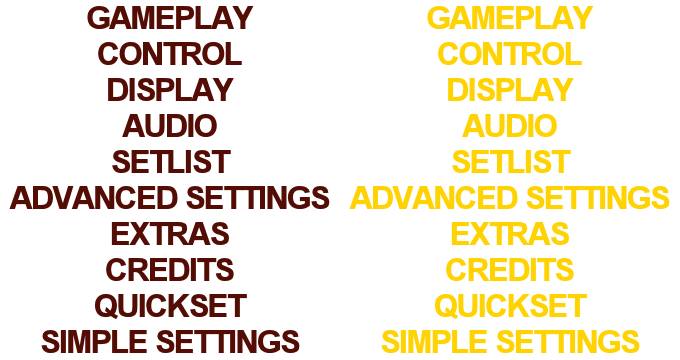 GAMEPLAY GAMEPLAY
CONTROL CONTROL
DISPLAY DISPLAY
AUDIO AUDIO
SETLIST SETLIST
ADVANCED SETTINGS ADVANCED SETTINGS
EXTRAS EXTRAS
CREDITS CREDITS
QUICKSET QUICKSET
SIMPLE SETTINGS SIMPLE SETTINGS